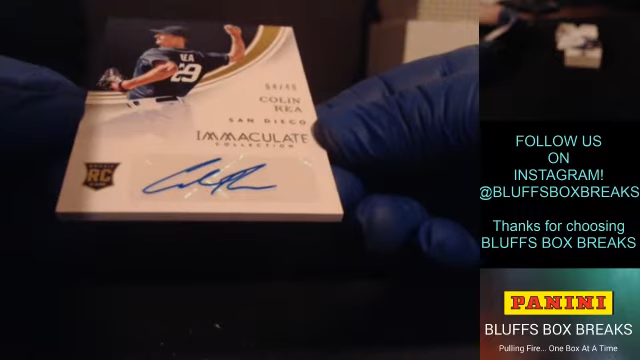 EA
29
COLIN
REA
SAN DIEGO
IMMACULATE
COLLECTION
RC
FOLLOW US
ON
INSTAGRAM!
@BLUFFSBOXBREAKS
Thanks for choosing
BLUFFS BOX BREAKS
PANINI
BLUFFS BOX BREAKS
Pulling Fire... One Box At A Time